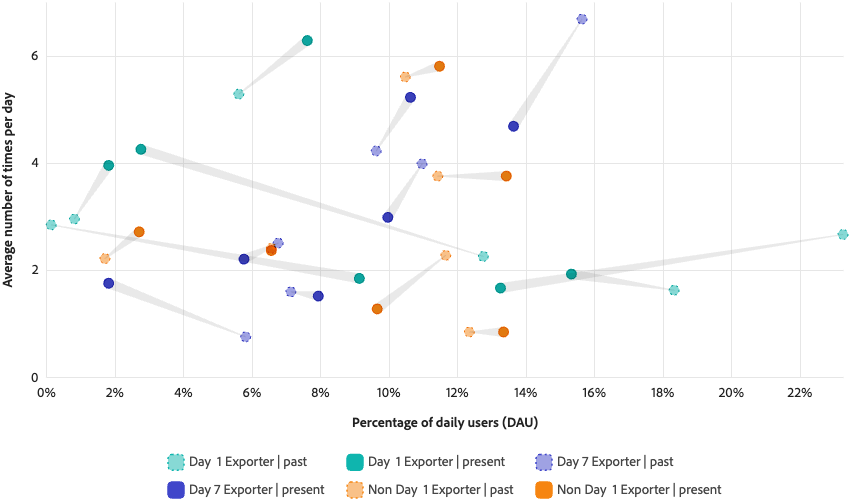 6
4
2
0
Average number of times per day
0% 2% 4% 6% 8% 10% 12% 14% 16% 18% 20% 22%
Percentage of daily users (DAU)
Day 1 Exporter | past Day 1 Exporter | present Day 7 Exporter | past
Day 7 Exporter | present Non Day 1 Exporter | past Non Day 1 Exporter | present